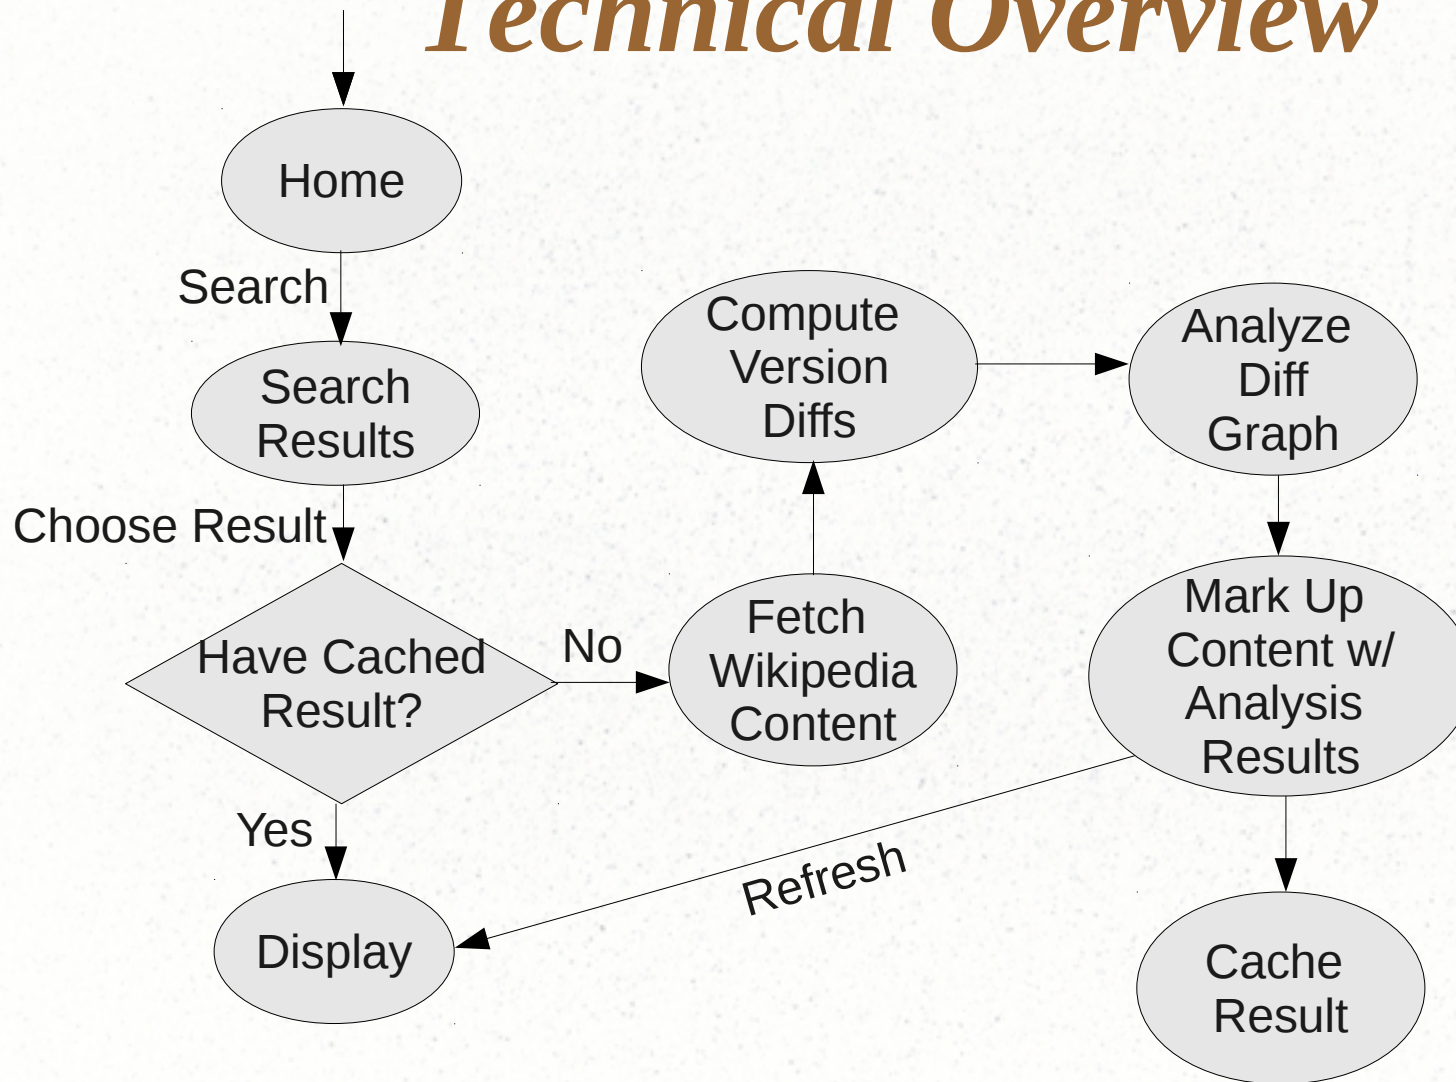 Technical Overview
Home
Search
Search
Results
Choose Result
Have Cached
Result?
No
Yes
Display
Fetch
Wikipedia
Content
Compute
Version
Diffs
Analyze
Diff
Graph
Mark Up
Content w/
Analysis
Results
Refresh
Cache
Result